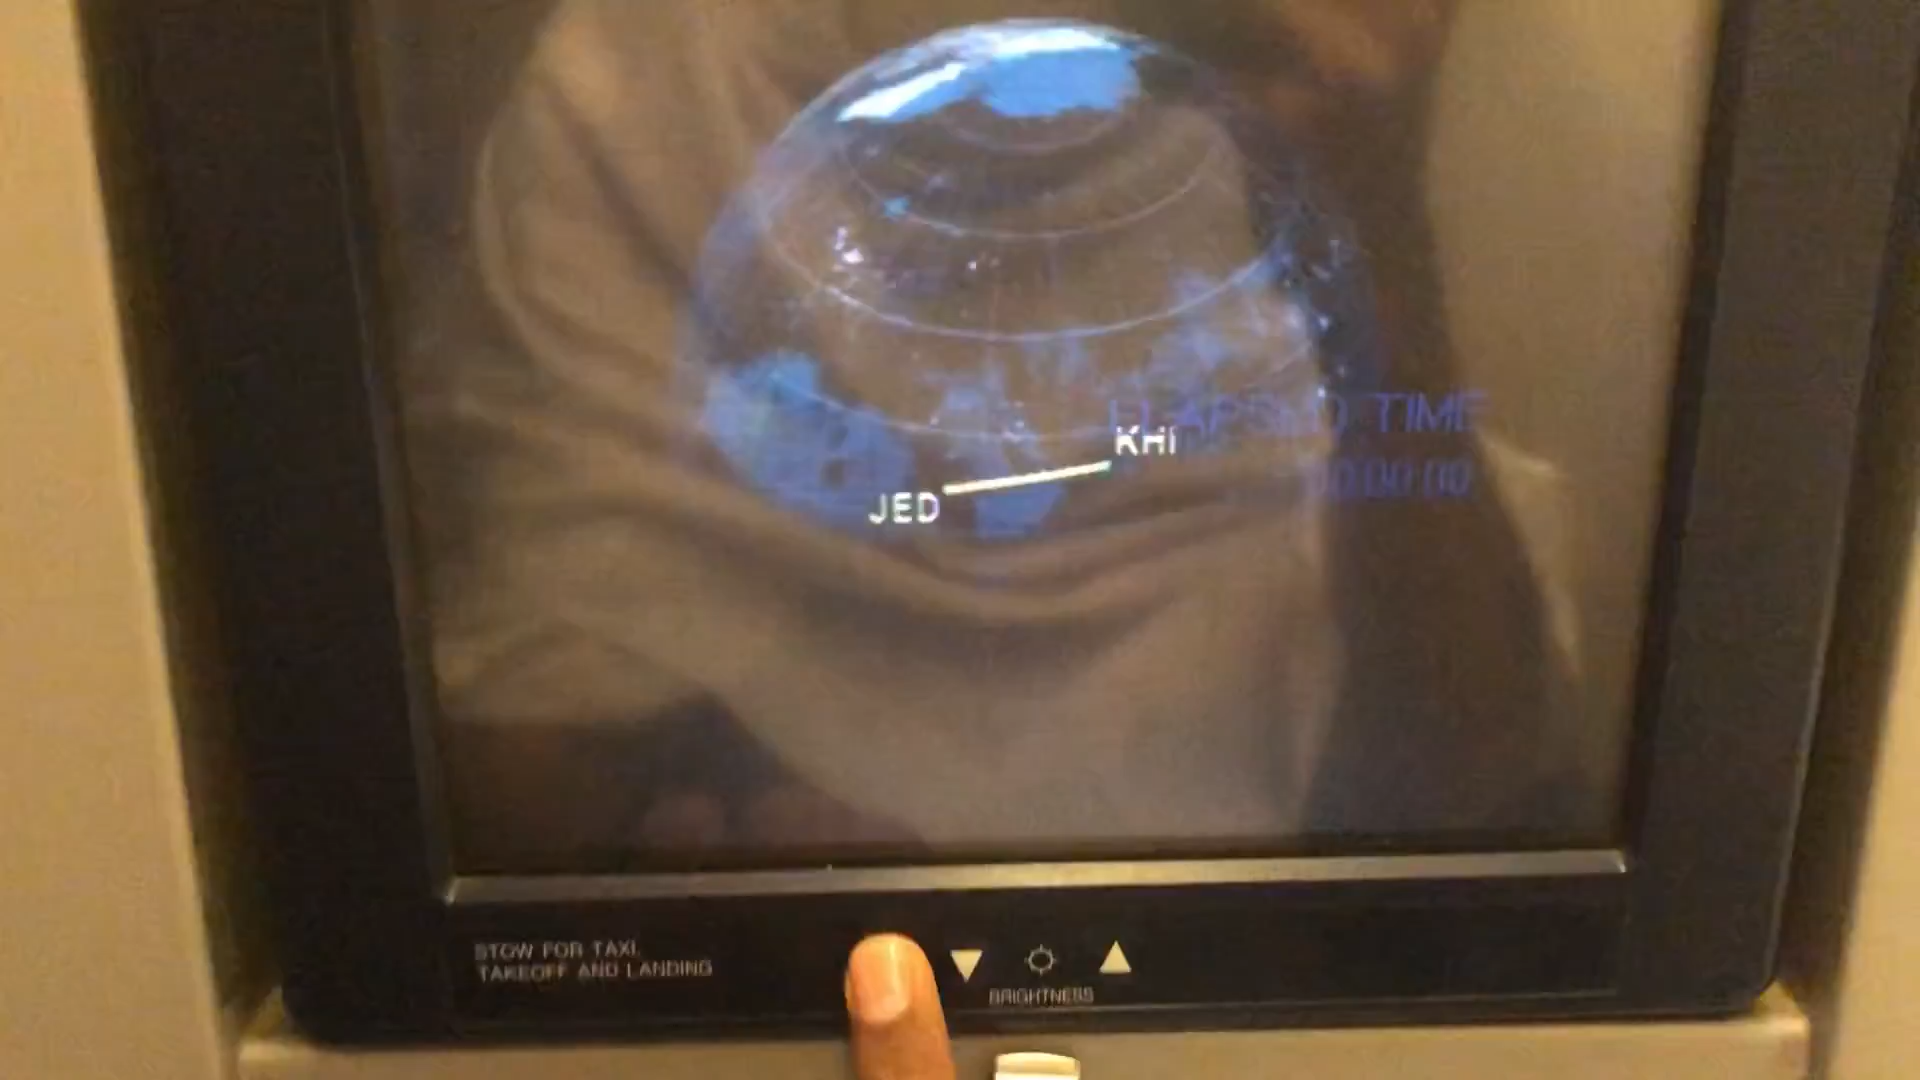 ELAPSED TIME
KHI
00:00:00
JED
STOW FOR TAXI,
TAKEOFF AND LANDING
BRIGHTNESS